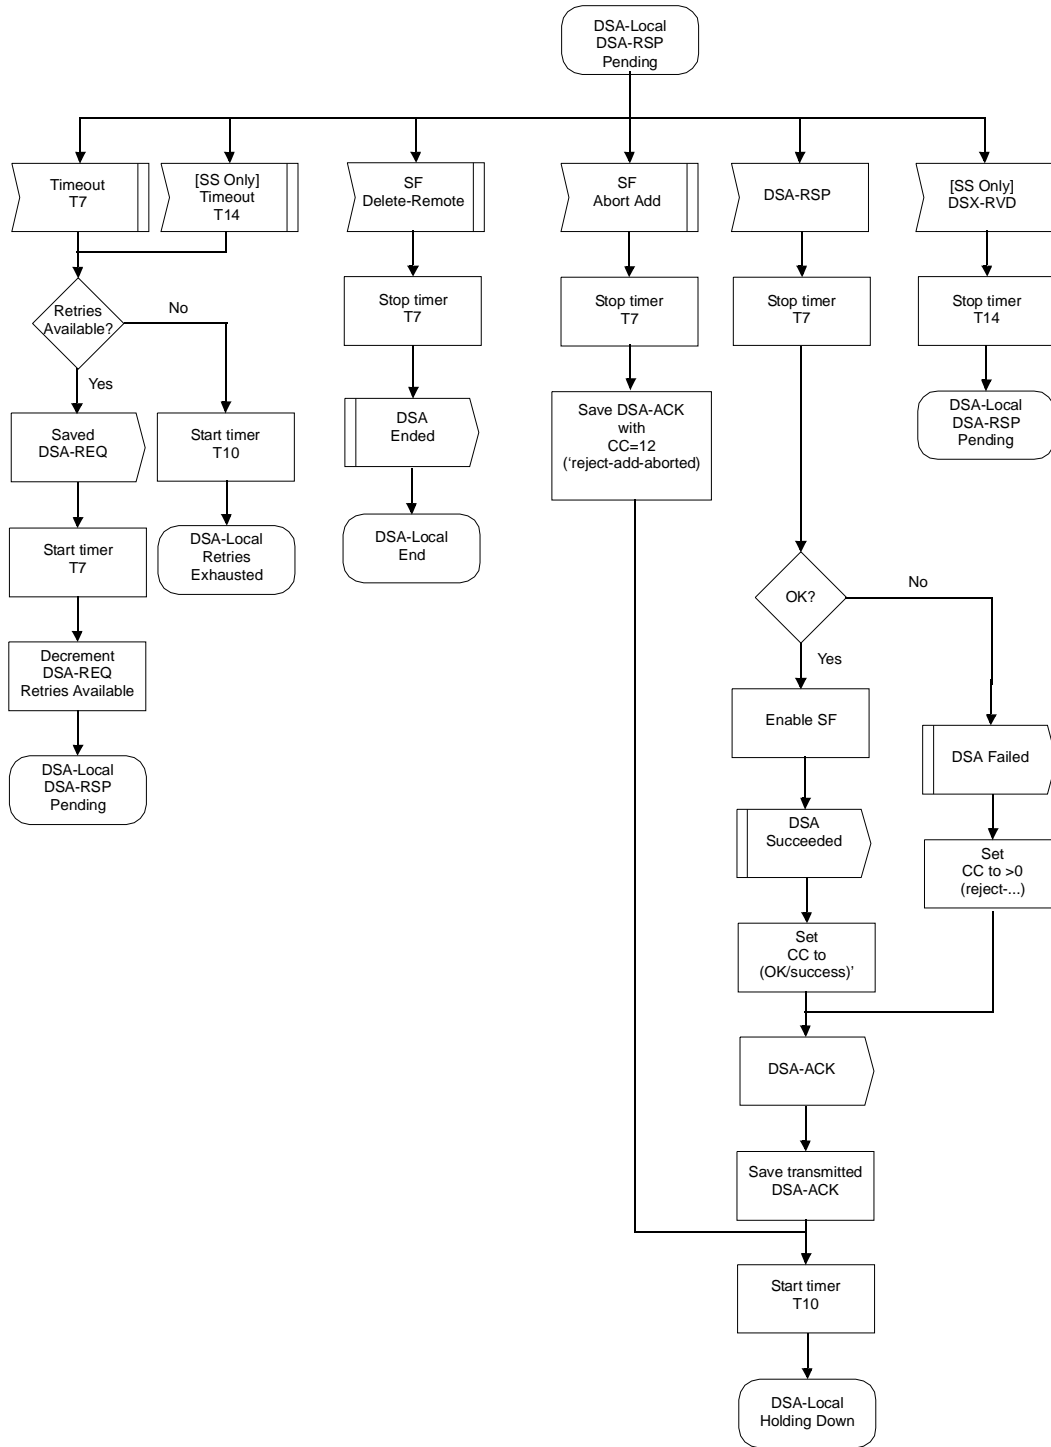 DSA-Local
DSA-RSP
Pending
Timeout
T7
[SS Only]
Timeout
T14
SF
Delete-Remote
SF
Abort Add
DSA-RSP
[SS Only]
DSX-RVD
Retries
Available?
No
Yes
Stop timer
T7
Stop timer
T7
Stop timer
T7
Stop timer
T14
Saved
DSA-REQ
Start timer
T10
DSA
Ended
Save DSA-ACK
with
CC=12
(‘reject-add-aborted)
DSA-Local
DSA-RSP
Pending
Start timer
T7
DSA-Local
Retries
Exhausted
DSA-Local
End
OK?
No
Yes
Decrement
DSA-REQ
Retries Available
Enable SF
DSA Failed
DSA-Local
DSA-RSP
Pending
DSA
Succeeded
Set
CC to >0
(reject-...)
Set
CC to
(OK/success)’
DSA-ACK
Save transmitted
DSA-ACK
Start timer
T10
DSA-Local
Holding Down